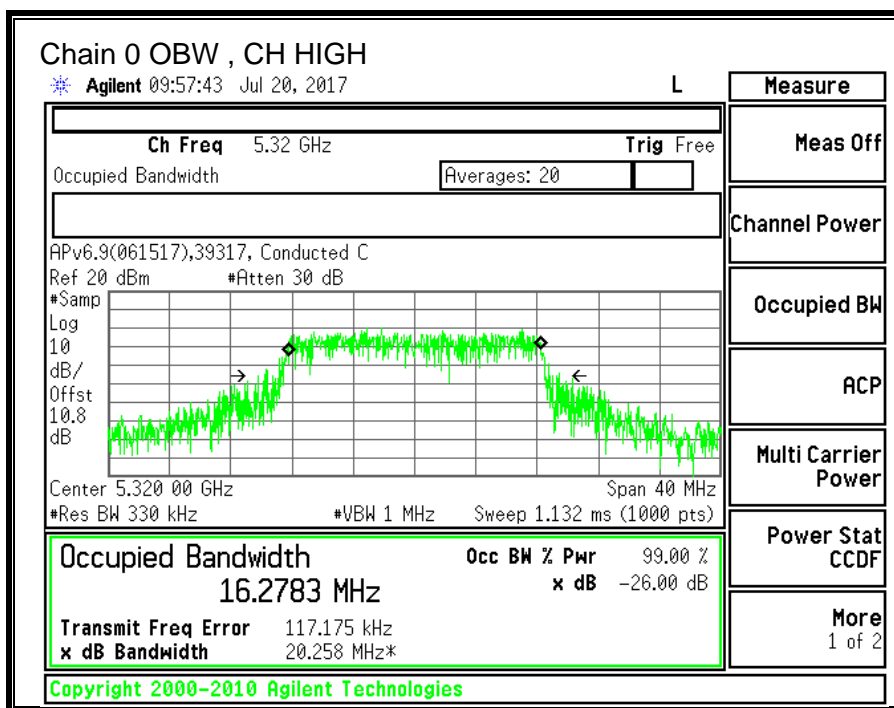 Chain 0 OBW , CH HIGH
Agilent 09:57:43 Jul 20, 2017 L
Measure
Ch Freq 5.32 GHz Trig Free
Meas Off
Occupied Bandwidth Averages: 20
Channel Power
APv6.9(061517),39317, Conducted C
Ref 20 dBm #Atten 30 dB
#Samp
Log
10
dB/
Offst
10.8
dB
Occupied BW
ACP
Multi Carrier
Power
Center 5.320 00 GHz Span 40 MHz
#Res BW 330 kHz #VBW 1 MHz Sweep 1.132 ms (1000 pts)
Power Stat
CCDF
Occupied Bandwidth Occ BW % Pwr 99.00 %
16.2783 MHz x dB -26.00 dB
Transmit Freq Error 117.175 kHz
x dB Bandwidth 20.258 MHz*
More
1 of 2
Copyright 2000-2010 Agilent Technologies